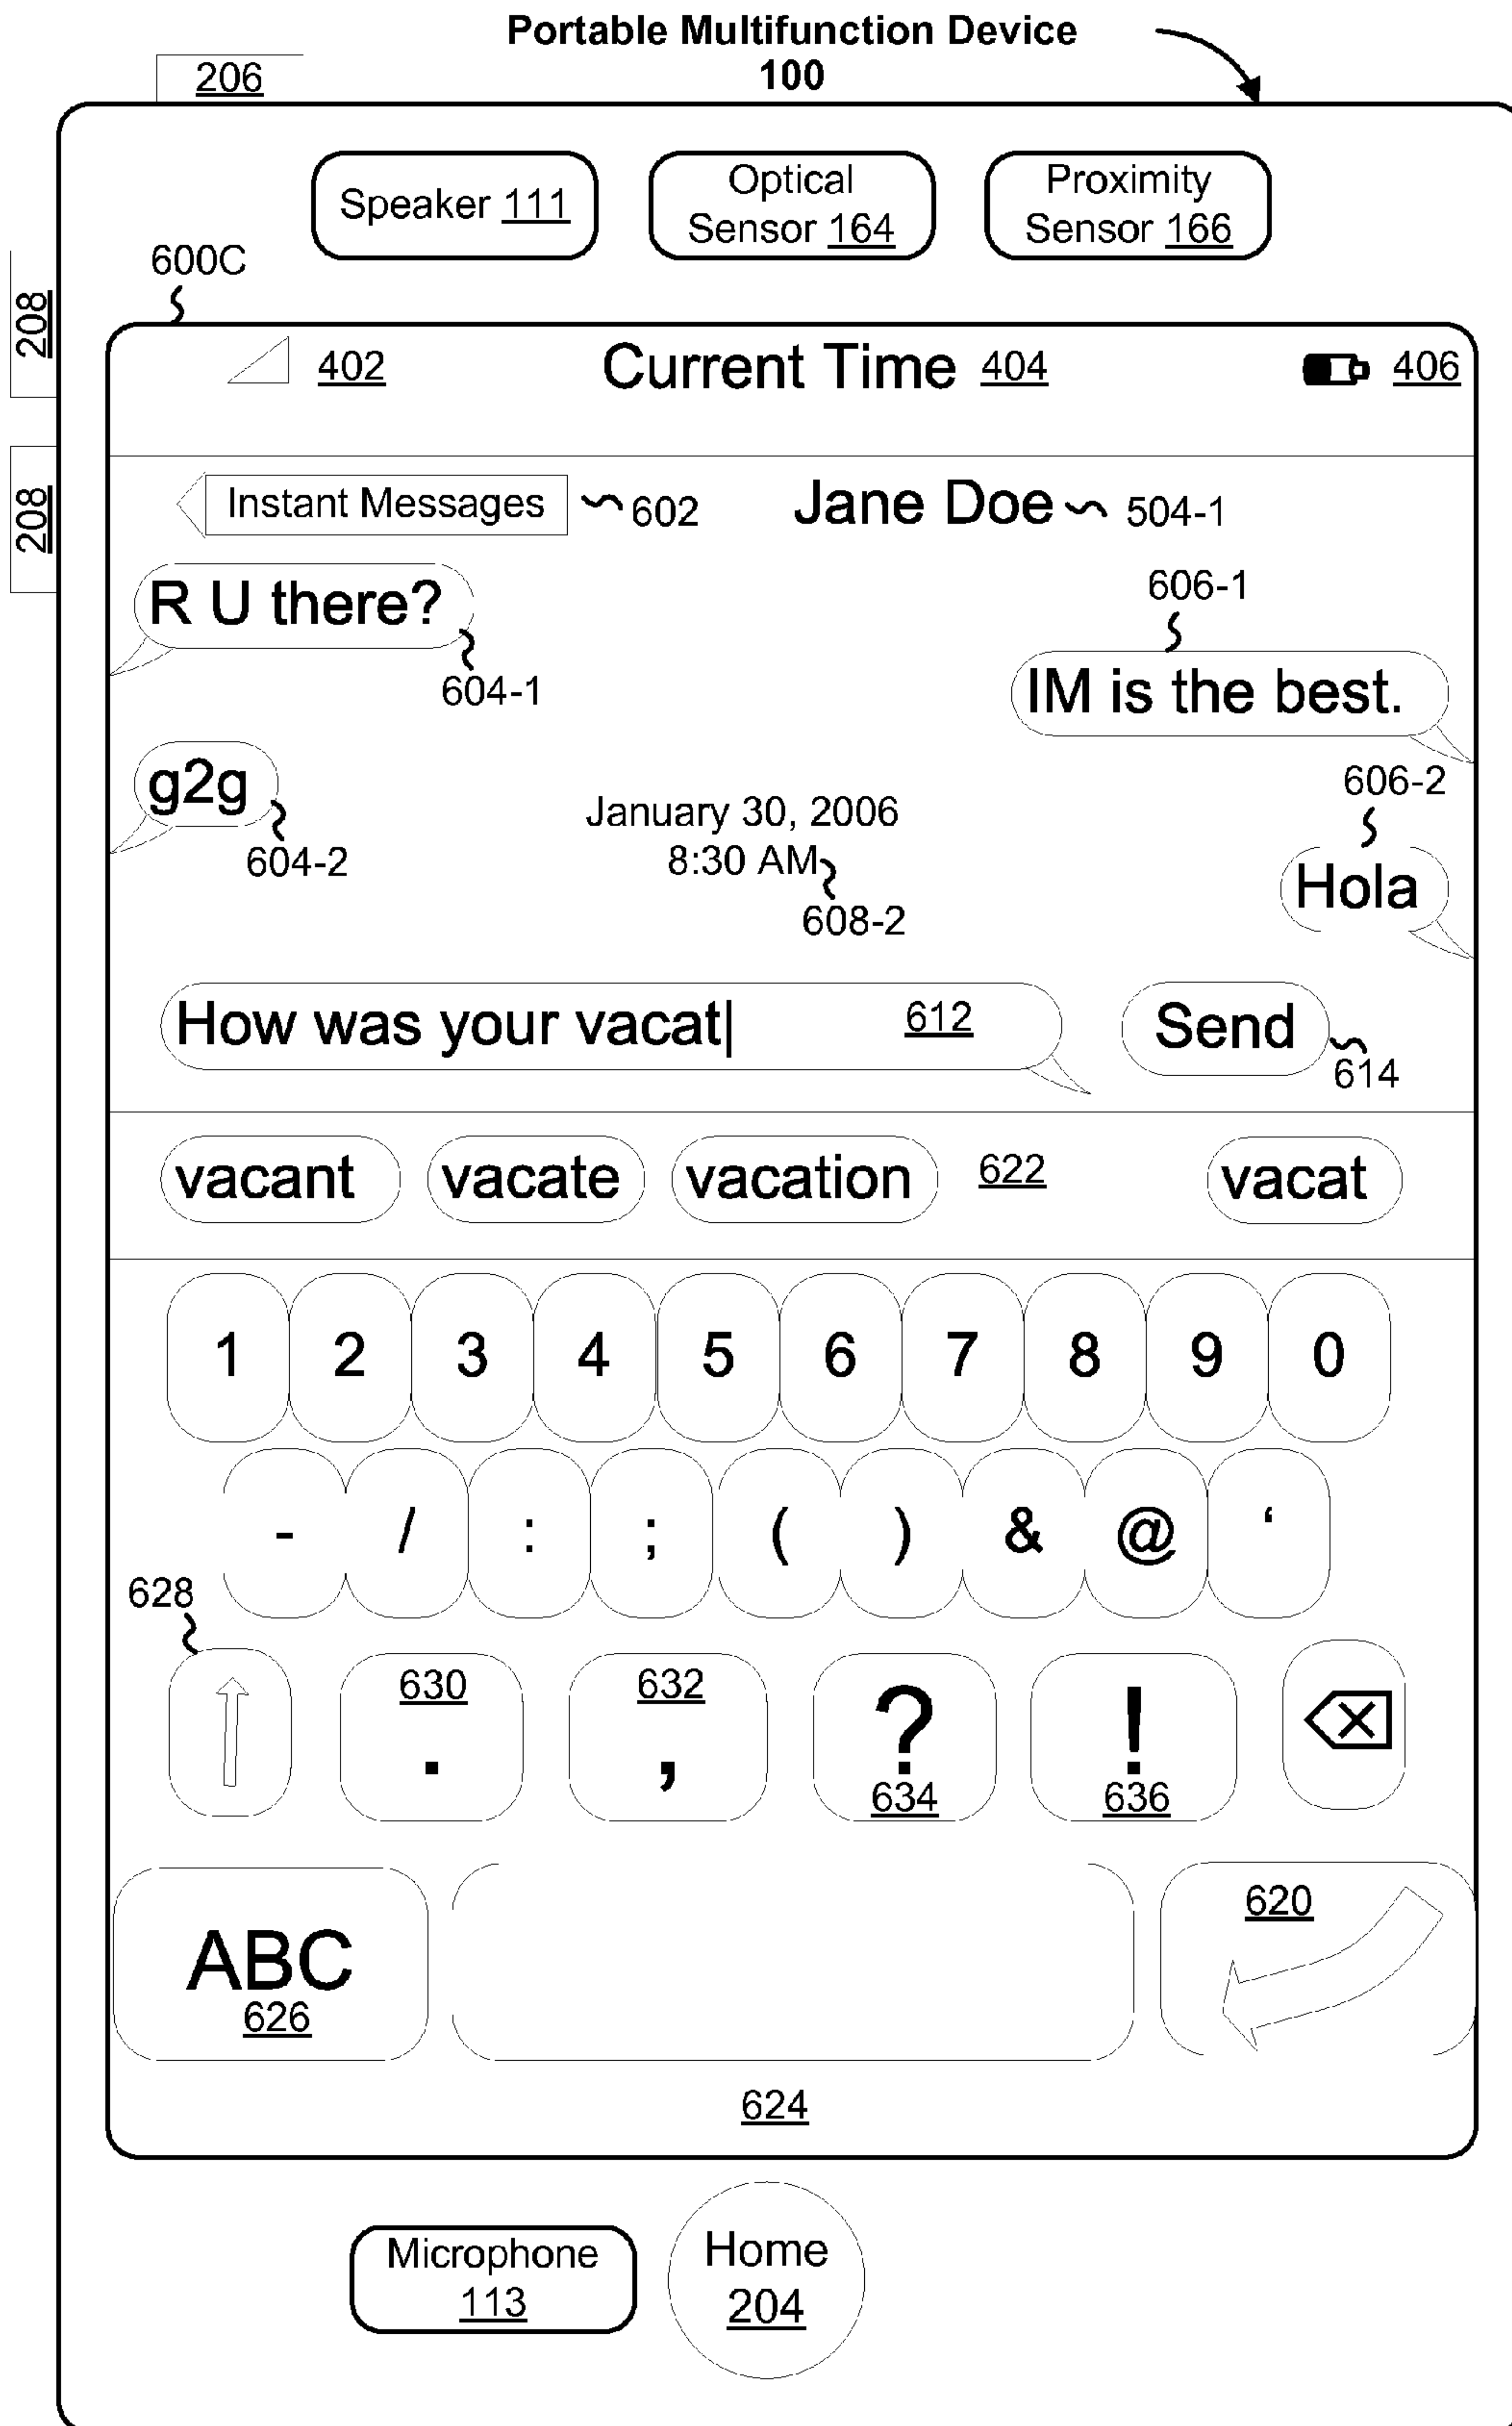 Portable Multifunction Device
100
206
Speaker 111
Optical
Sensor 164
Proximity
Sensor 166
600C
208
208
402
Current Time 404
406
Instant Messages
602
Jane Doe
504-1
R U there?
604-1
606-1
IM is the best.
g2g
604-2
January 30, 2006
8:30 AM
608-2
606-2
Hola
How was your vacat
612
Send
614
vacant
vacate
vacation
622
vacat
1 2 3 4 5 6 7 8 9 0
- / : ; ( ) & @ ‘
628
630
.
632
,
?
634
!
636
ABC
626
620
624
Microphone
113
Home
204